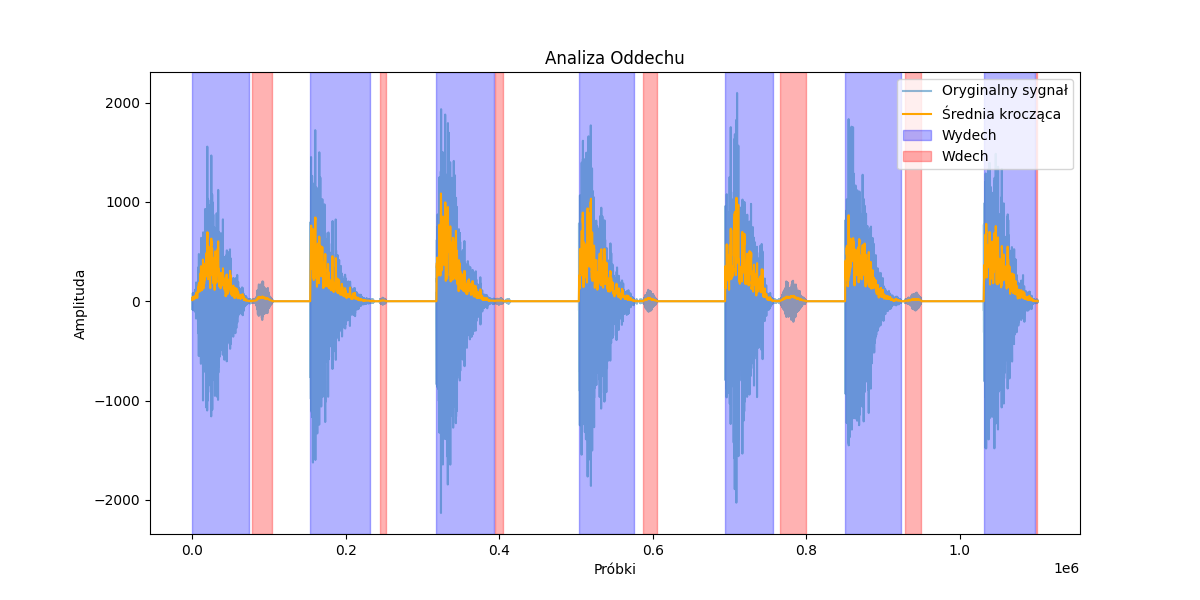 Analiza Oddechu
Oryginalny sygnał
Średnia krocząca
Wydech
Wdech
Amplituda
2000
1000
0
−1000
−2000
0.0 0.2 0.4 0.6 0.8 1.0
1e6
Próbki